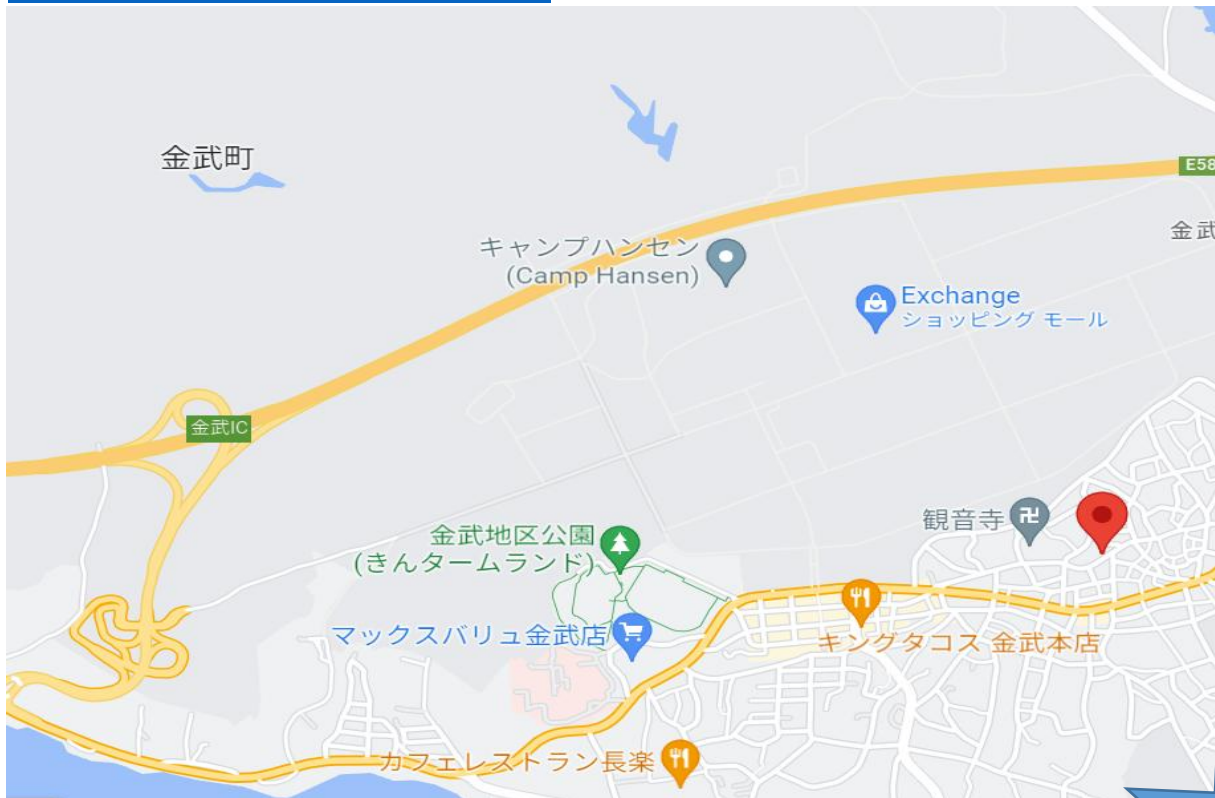 金武町
E58
金武
キャンプハンセン
(Camp Hansen)
Exchange
ショッピング モール
金武IC
観音寺
金武地区公園
(きんタームランド)
マックスバリュ金武店
キングタコス 金武本店
カフェレストラン長楽